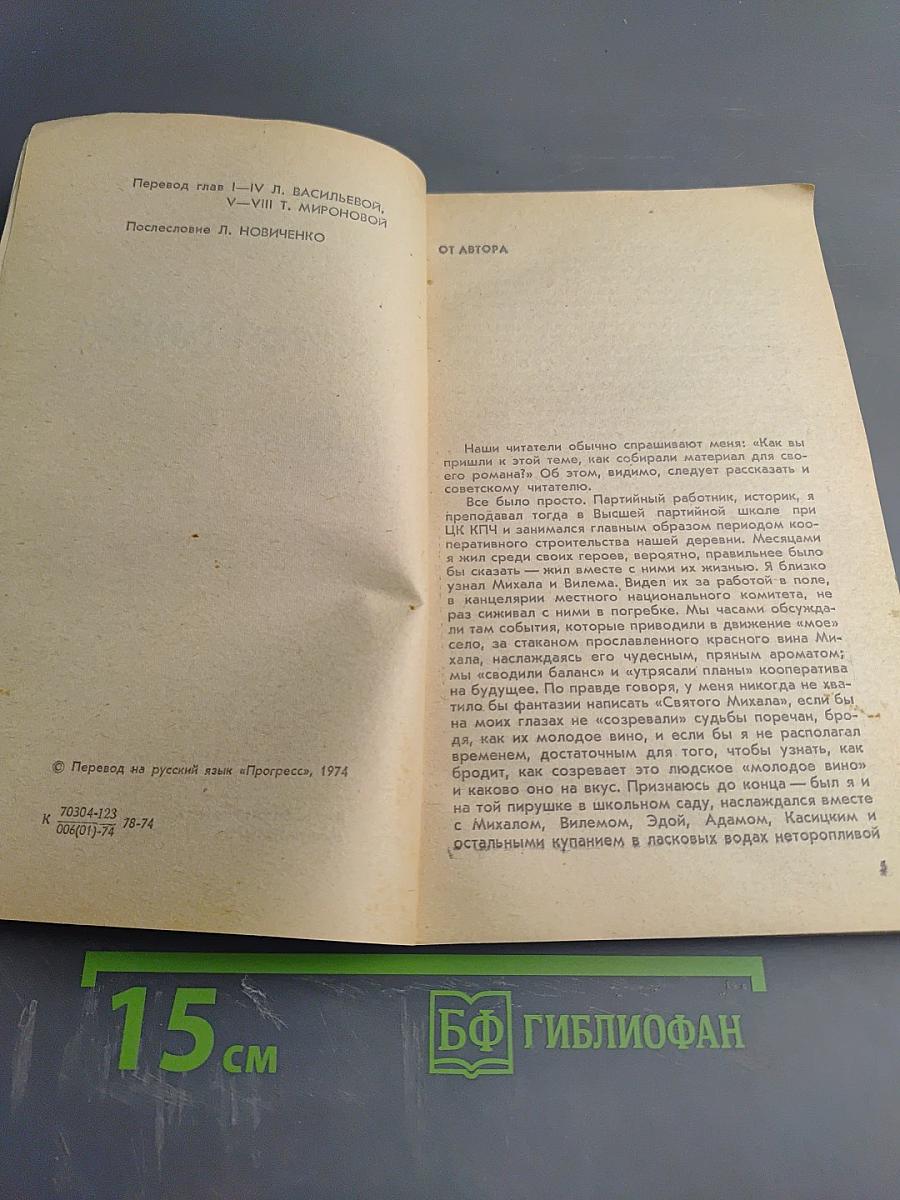 Перевод глав I—IV Л. ВАСИЛЬЕВОЙ,
V—VIII Т. МИРОНОВОЙ
Послесловие Л. НОВИЧЕНКО
© Перевод на русский язык «Прогресс», 1974
К 70304-123
006(01)-74 78-74
ОТ АВТОРА
Наши читатели обычно спрашивают меня: «Как вы
пришли к этой теме, как собирали материал для сво-
его романа?» Об этом, видимо, следует рассказать и
советскому читателю.
Все было просто. Партийный работник, историк, я
преподавал тогда в Высшей партийной школе при
ЦК КПЧ и занимался главным образом периодом коо-
перативного строительства нашей деревни. Месяцами
я жил среди своих героев, вероятно, правильнее было
бы сказать — жил вместе с ними их жизнью. Я близко
узнал Михала и Вилема. Видел их за работой в поле,
в канцелярии местного национального комитета, не
раз сиживал с ними в погребке. Мы часами обсужда-
ли там события, которые приводили в движение «мое»
село, за стаканом прославленного красного вина Ми-
хала, наслаждаясь его чудесным, пряным ароматом;
мы «сводили баланс» и «утрясали планы» кооператива
на будущее. По правде говоря, у меня никогда не хва-
тило бы фантазии написать «Святого Михала», если бы
на моих глазах не «созревали» судьбы поречан, бро-
дя, как их молодое вино, и если бы я не располагал
временем, достаточным для того, чтобы узнать, как
бродит, как созревает это людское «молодое вино»
и каково оно на вкус. Признаюсь до конца — был я и
на той пирушке в школьном саду, наслаждался вместе
с Михалом, Вилемом, Эдой, Адамом, Касицким и
остальными купанием в ласковых водах неторопливой
15 см
БФ ГИБЛИОФАН